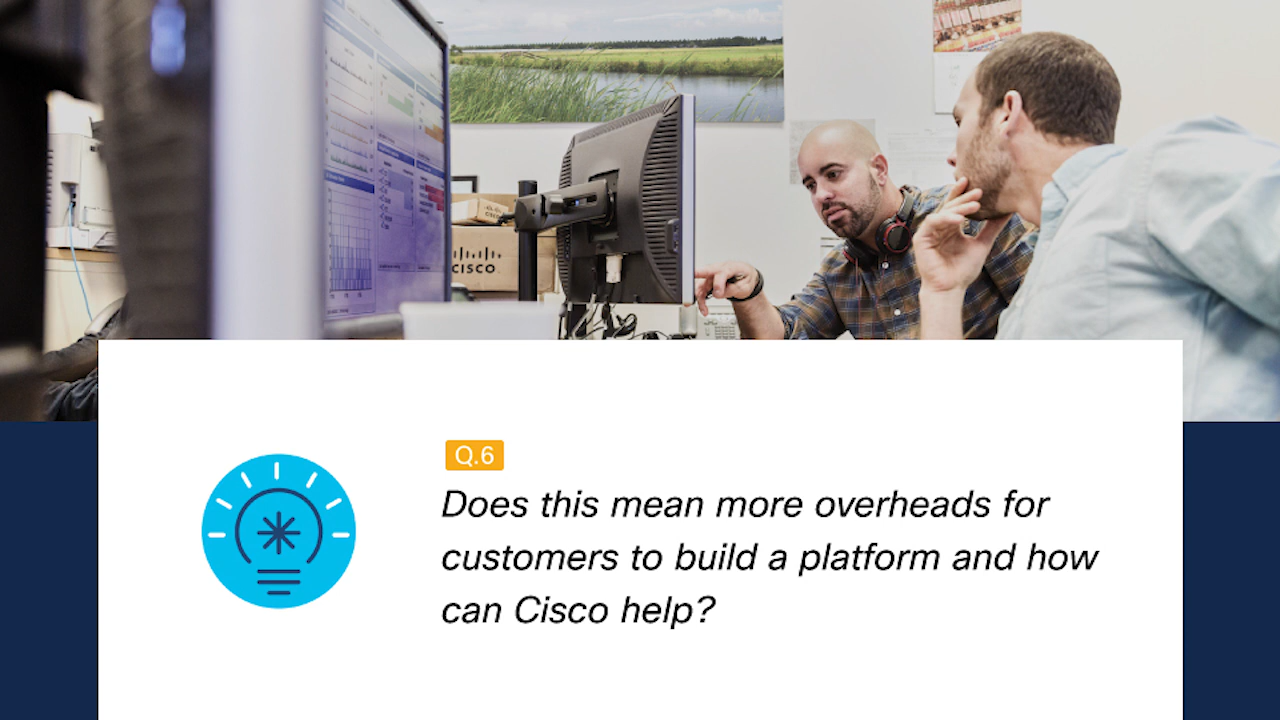 CISCO
Q.6
Does this mean more overheads for
customers to build a platform and how
can Cisco help?